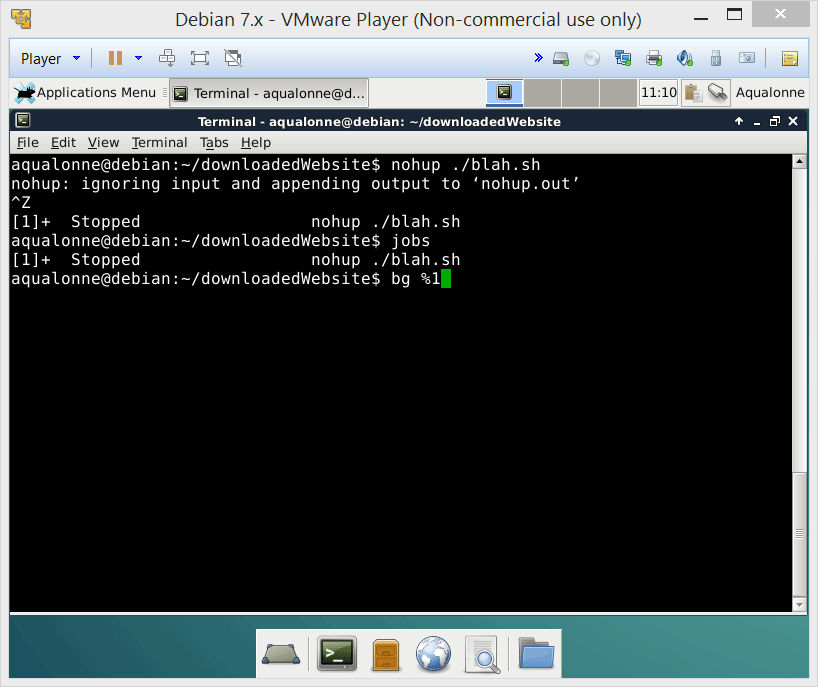 Debian 7.x - VMware Player (Non-commercial use only)
Player
Applications Menu
Terminal - aqualonne@d...
11:10
Aqualonne
Terminal - aqualonne@debian: ~/downloadedWebsite
File Edit View Terminal Tabs Help
aqualonne@debian:~/downloadedWebsite$ nohup ./blah.sh
nohup: ignoring input and appending output to ‘nohup.out’
^Z
[1]+  Stopped                 nohup ./blah.sh
aqualonne@debian:~/downloadedWebsite$ jobs
[1]+  Stopped                 nohup ./blah.sh
aqualonne@debian:~/downloadedWebsite$ bg %1